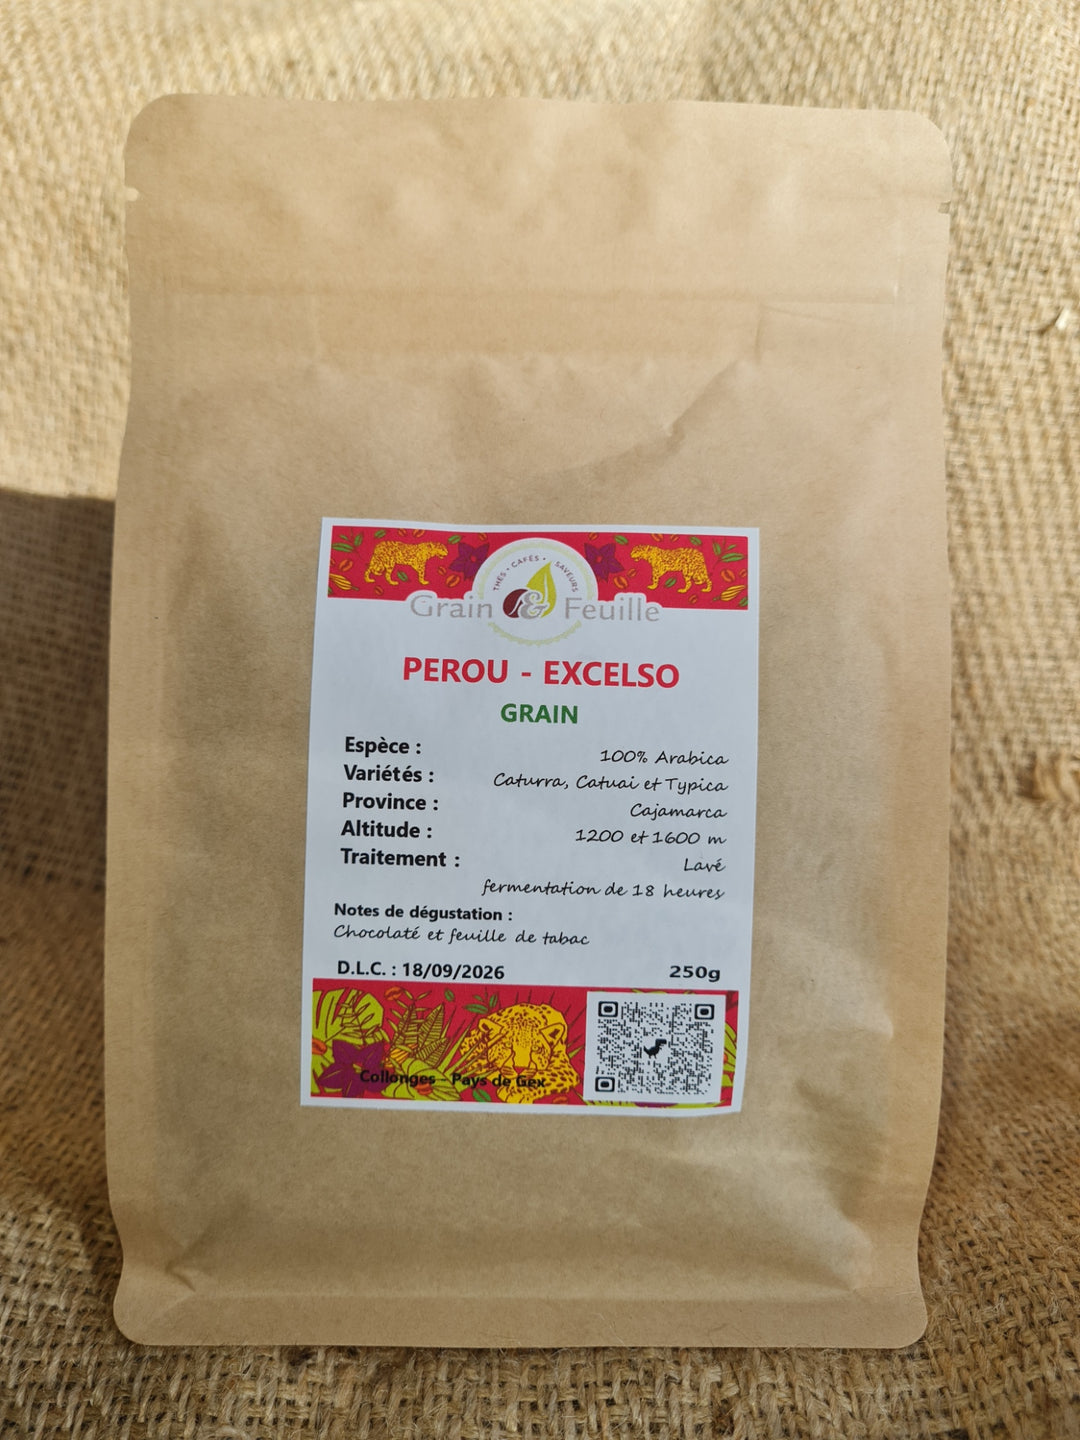 THES • CAFÉS • SAVEURS
Grain & Feuille
PEROU - EXCELSO
GRAIN
Espèce : 100% Arabica
Variétés : Caturra, Catuai et Typica
Province : Cajamarca
Altitude : 1200 et 1600 m
Traitement : Lavé
fermentation de 18 heures
Notes de dégustation :
Chocolaté et feuille de tabac
D.L.C. : 18/09/2026 250g
Collonges - Pays de Gex